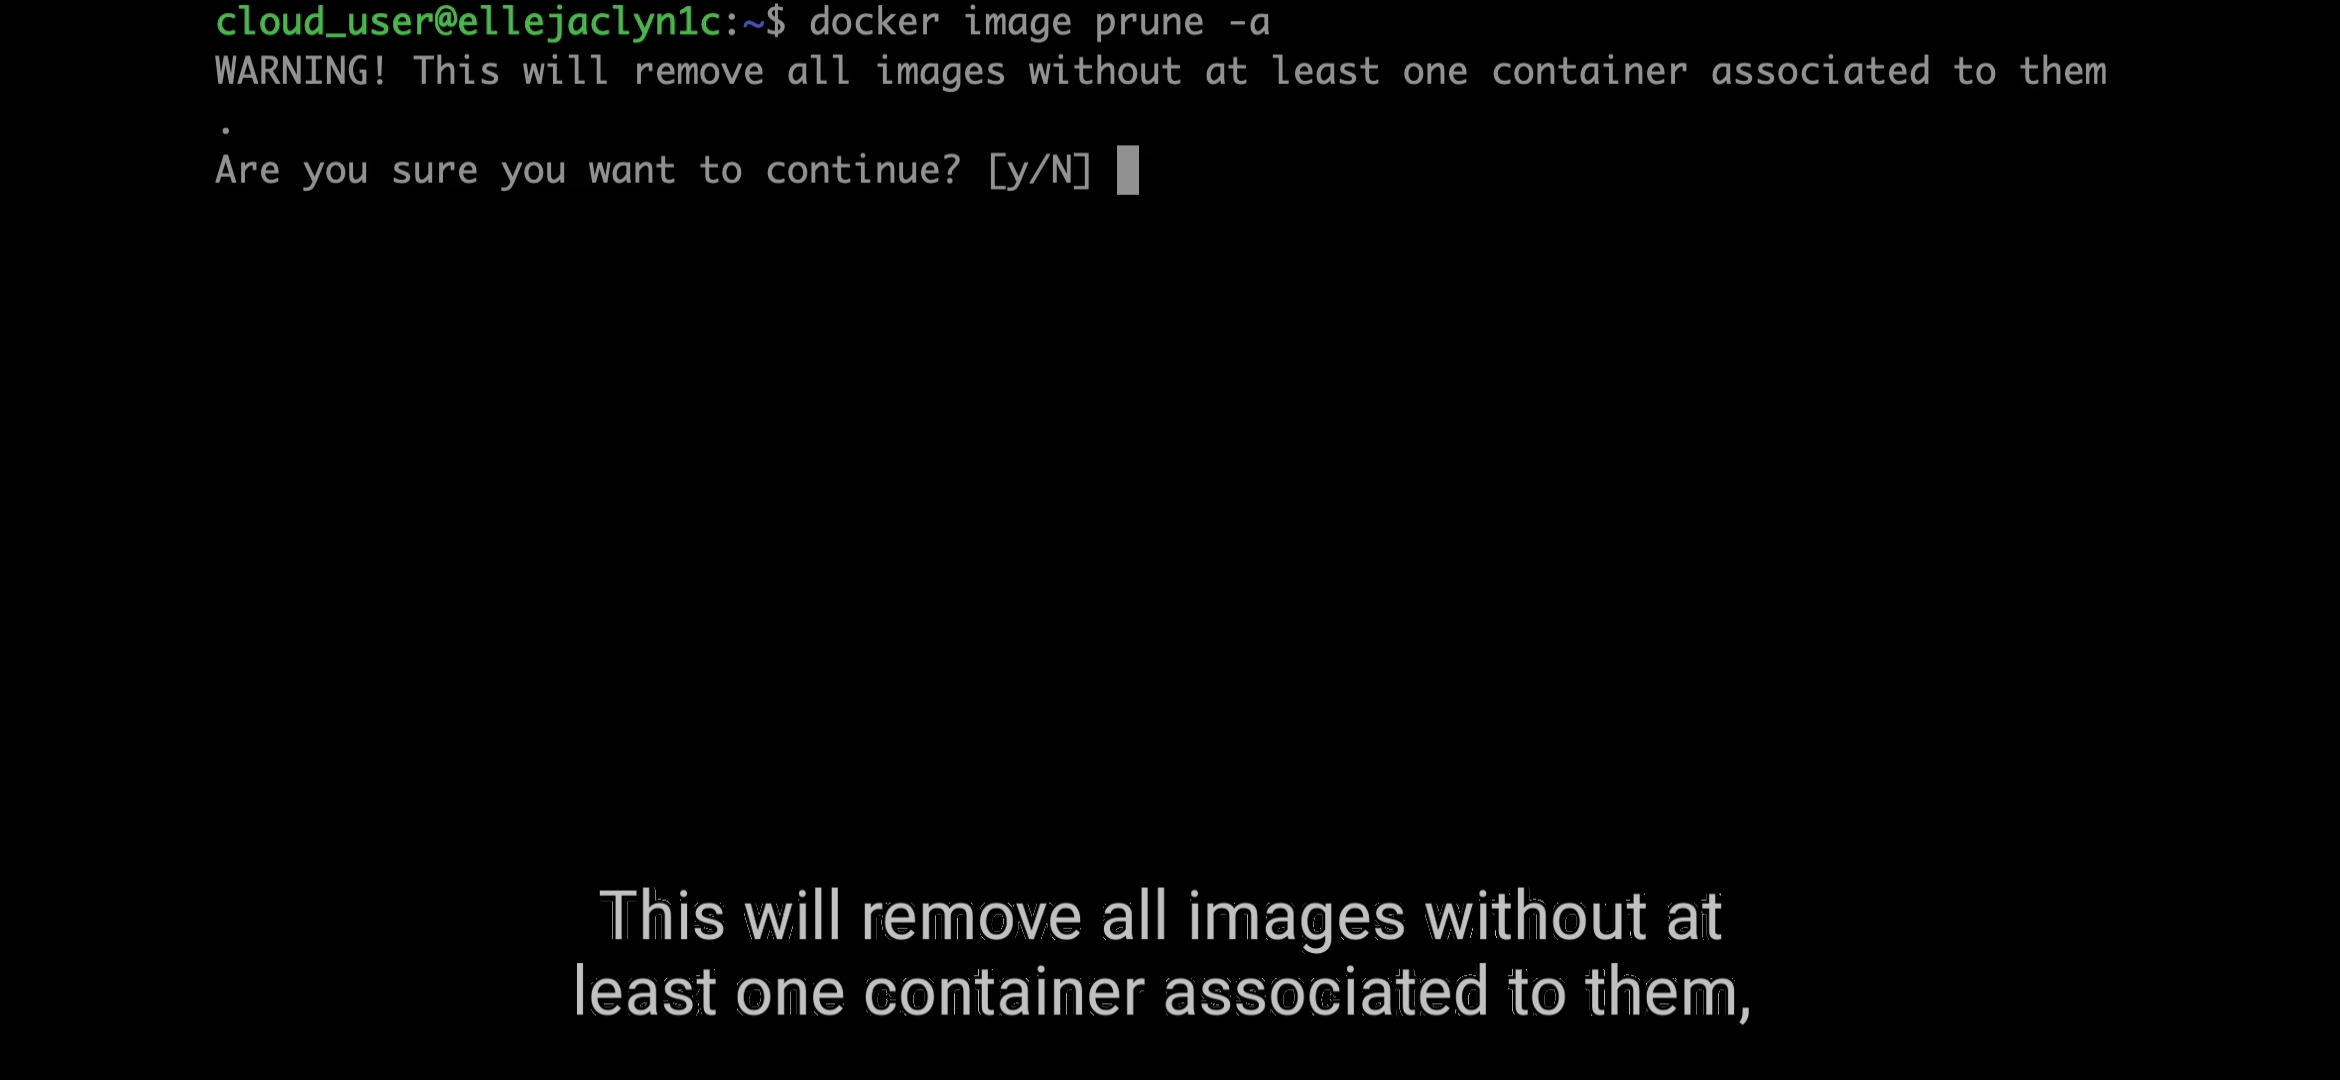 cloud_user@ellejaclyn1c:~$ docker image prune -a
WARNING! This will remove all images without at least one container associated to them
.
Are you sure you want to continue? [y/N]
This will remove all images without at
least one container associated to them,